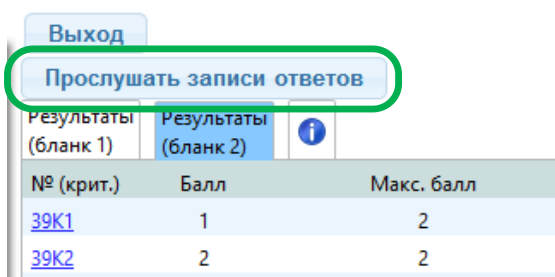 Выход
Прослушать записи ответов
Результаты Результаты
(бланк 1) (бланк 2) i
№ (крит.) Балл Макс. балл
39К1 1 2
39К2 2 2